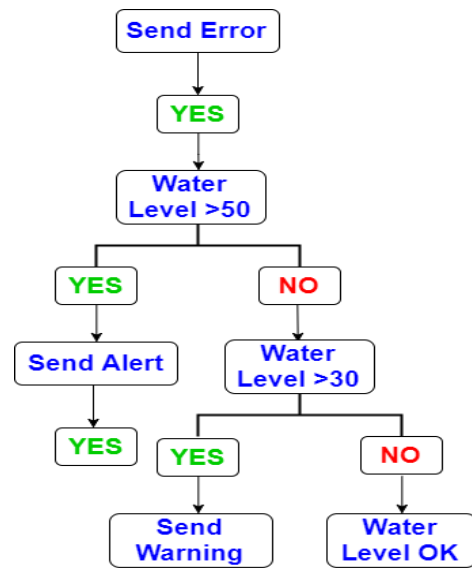 Send Error
YES
Water
Level >50
YES
NO
Send Alert
Water
Level >30
YES
YES
NO
Send
Warning
Water
Level OK